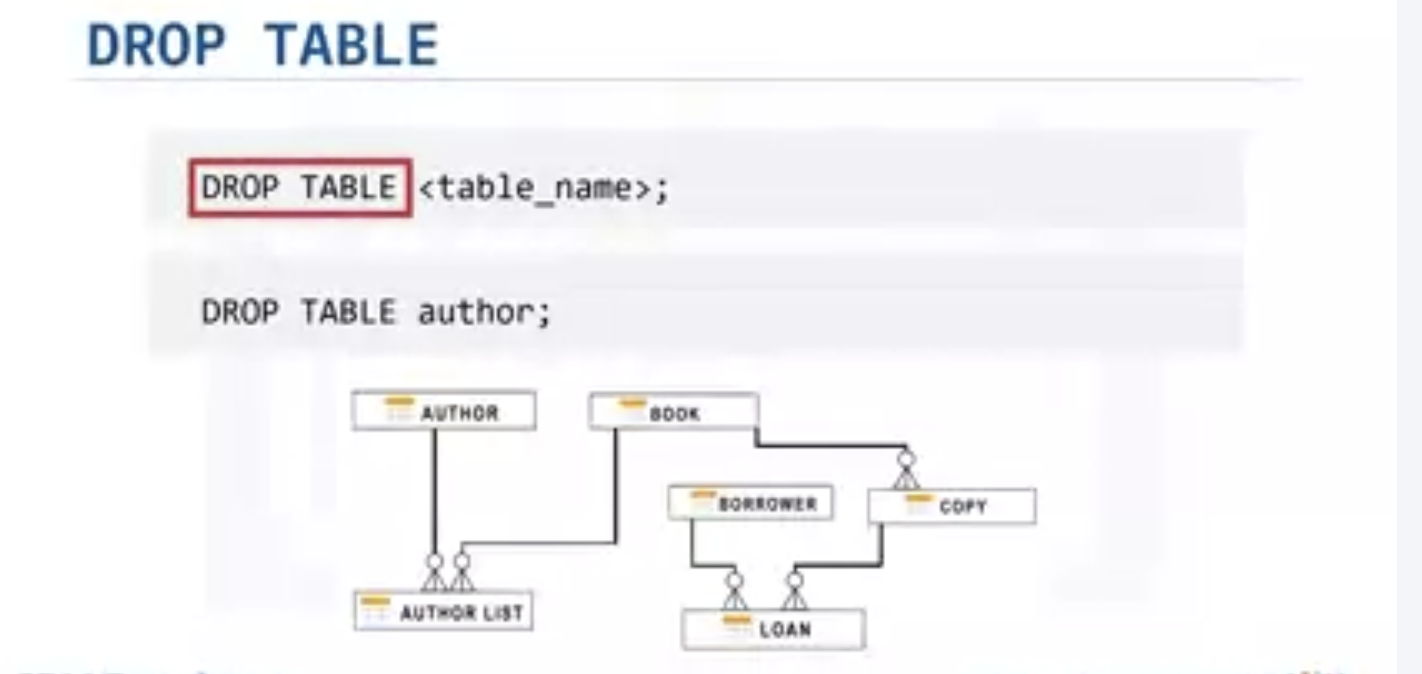 DROP TABLE
DROP TABLE <table_name>;
DROP TABLE author;
AUTHOR
BOOK
BORROWER
COPY
AUTHOR LIST
LOAN